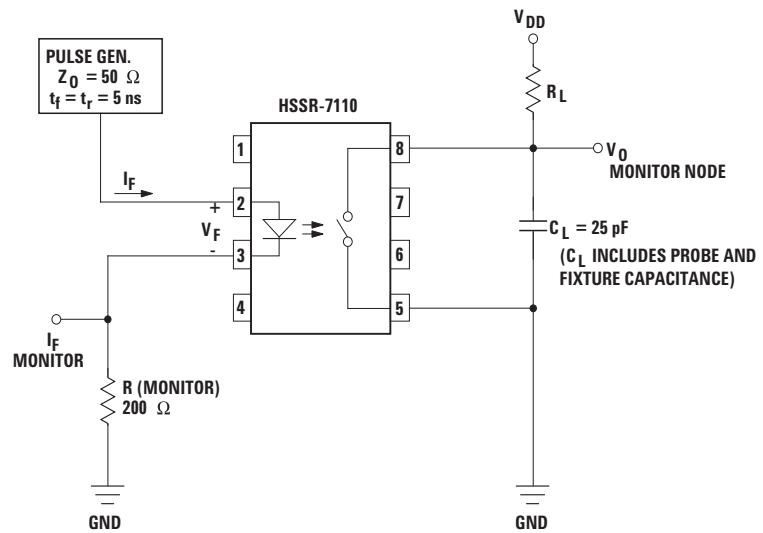 PULSE GEN.
Z0 = 50 Ω
tf = tr = 5 ns
HSSR-7110
VDD
RL
1
2
3
4
8
7
6
5
IF
+
VF
-
VO
MONITOR NODE
CL = 25 pF
(CL INCLUDES PROBE AND
FIXTURE CAPACITANCE)
IF
MONITOR
R (MONITOR)
200 Ω
GND
GND